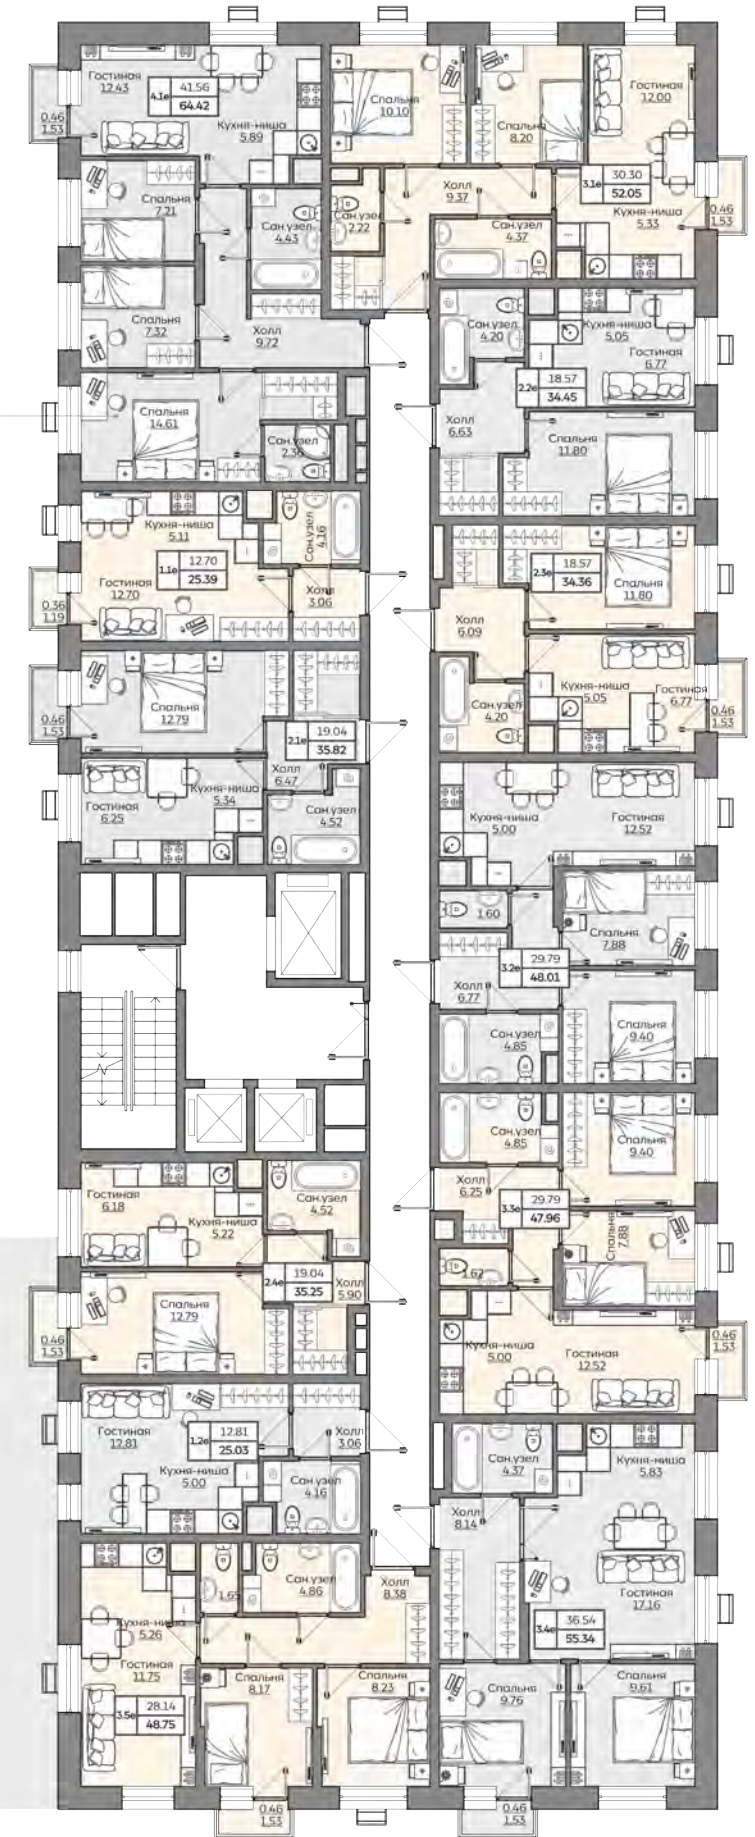 Гостиная
12.43
4.1е
41.56
64.42
Кухня-ниша
5.89
0.46
1.53
Спальня
10.10
Спальня
8.20
Гостиная
12.00
3.1е
30.30
52.05
Кухня-ниша
5.33
0.46
1.53
Холл
9.37
Сан.узел
2.22
Сан.узел
4.37
Спальня
7.21
Сан.узел
4.43
Спальня
7.32
Холл
9.72
Сан.узел
4.20
Кухня-ниша
5.05
Гостиная
6.77
2.2е
18.57
34.45
Холл
6.63
Спальня
11.80
Спальня
14.61
Сан.узел
2.36
Кухня-ниша
5.11
Сан.узел
4.16
1.1е
12.70
25.39
Гостиная
12.70
Холл
3.06
0.36
1.19
2.3е
18.57
34.36
Спальня
11.80
Холл
6.09
Кухня-ниша
5.05
Гостиная
6.77
0.46
1.53
Сан.узел
4.20
Спальня
12.79
0.46
1.53
2.1е
19.04
35.82
Холл
6.47
Гостиная
6.25
Кухня-ниша
5.34
Сан.узел
4.52
Кухня-ниша
5.00
Гостиная
12.52
1.60
Спальня
7.88
3.2е
29.79
48.01
Холл
6.77
Сан.узел
4.85
Спальня
9.40
Сан.узел
4.85
Спальня
9.40
Холл
6.25
3.3е
29.79
47.96
Спальня
7.88
1.62
Кухня-ниша
5.00
Гостиная
12.52
0.46
1.53
Гостиная
6.18
Кухня-ниша
5.22
Сан.узел
4.52
2.4е
19.04
35.25
Холл
5.90
Спальня
12.79
0.46
1.53
Гостиная
12.81
1.2е
12.81
25.03
Холл
3.06
Кухня-ниша
5.00
Сан.узел
4.16
Сан.узел
4.37
Кухня-ниша
5.83
Холл
8.14
Гостиная
17.16
3.4е
36.54
55.34
Спальня
9.76
Спальня
9.61
0.46
1.53
1.65
Сан.узел
4.86
Холл
8.38
Кухня-ниша
5.26
Гостиная
11.75
3.5е
28.14
48.75
Спальня
8.17
Спальня
8.23
0.46
1.53